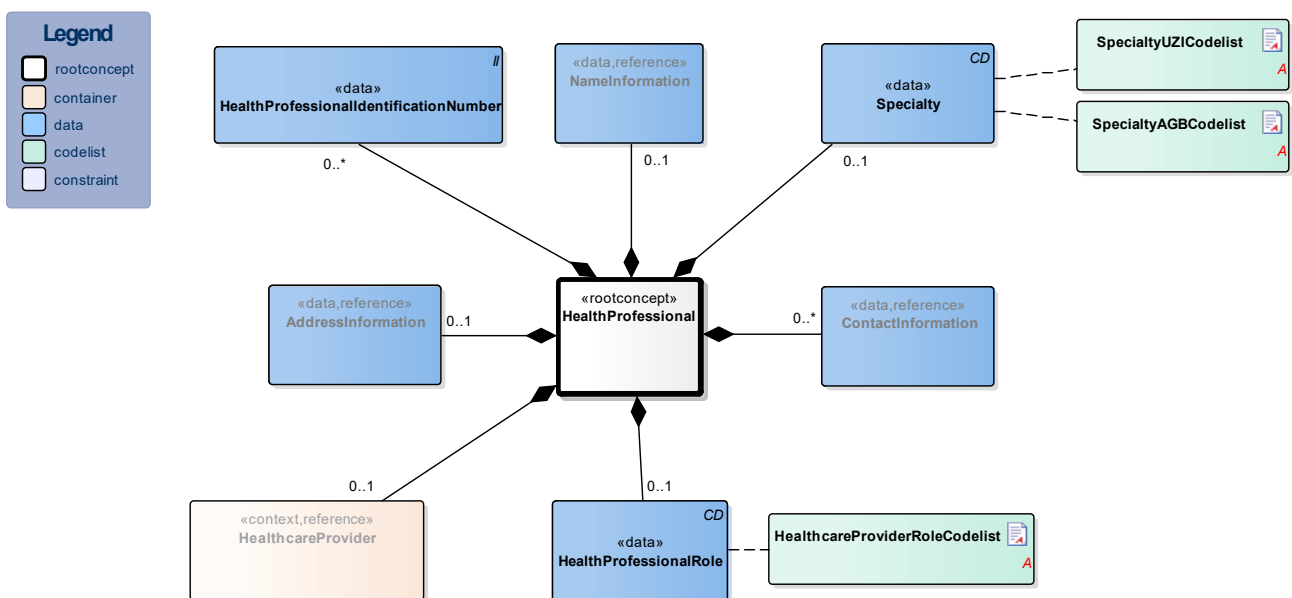 Legend
rootconcept
container
data
codelist
constraint
II
«data»
HealthProfessionalIdentificationNumber
0..*
«data,reference»
NameInformation
0..1
CD
«data»
Specialty
0..1
SpecialtyUZICodelist
A
SpecialtyAGBCodelist
A
«data,reference»
AddressInformation
0..1
«rootconcept»
HealthProfessional
0..*
«data,reference»
ContactInformation
0..1
«context,reference»
HealthcareProvider
0..1
CD
«data»
HealthProfessionalRole
HealthcareProviderRoleCodelist
A